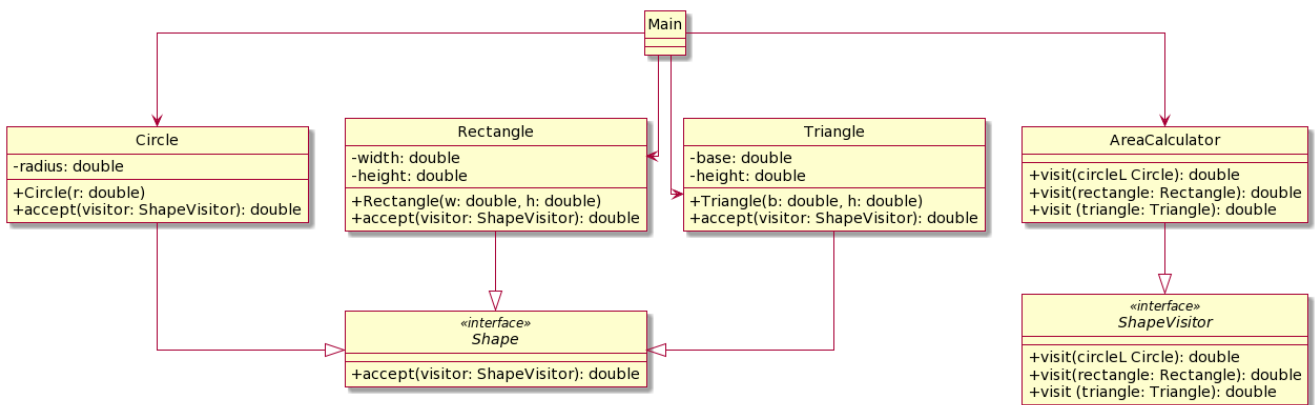 Main
Circle
-radius: double
+Circle(r: double)
+accept(visitor: ShapeVisitor): double
Rectangle
-width: double
-height: double
+Rectangle(w: double, h: double)
+accept(visitor: ShapeVisitor): double
Triangle
-base: double
-height: double
+Triangle(b: double, h: double)
+accept(visitor: ShapeVisitor): double
AreaCalculator
+visit(circleL Circle): double
+visit(rectangle: Rectangle): double
+visit (triangle: Triangle): double
«interface»
Shape
+accept(visitor: ShapeVisitor): double
«interface»
ShapeVisitor
+visit(circleL Circle): double
+visit(rectangle: Rectangle): double
+visit (triangle: Triangle): double